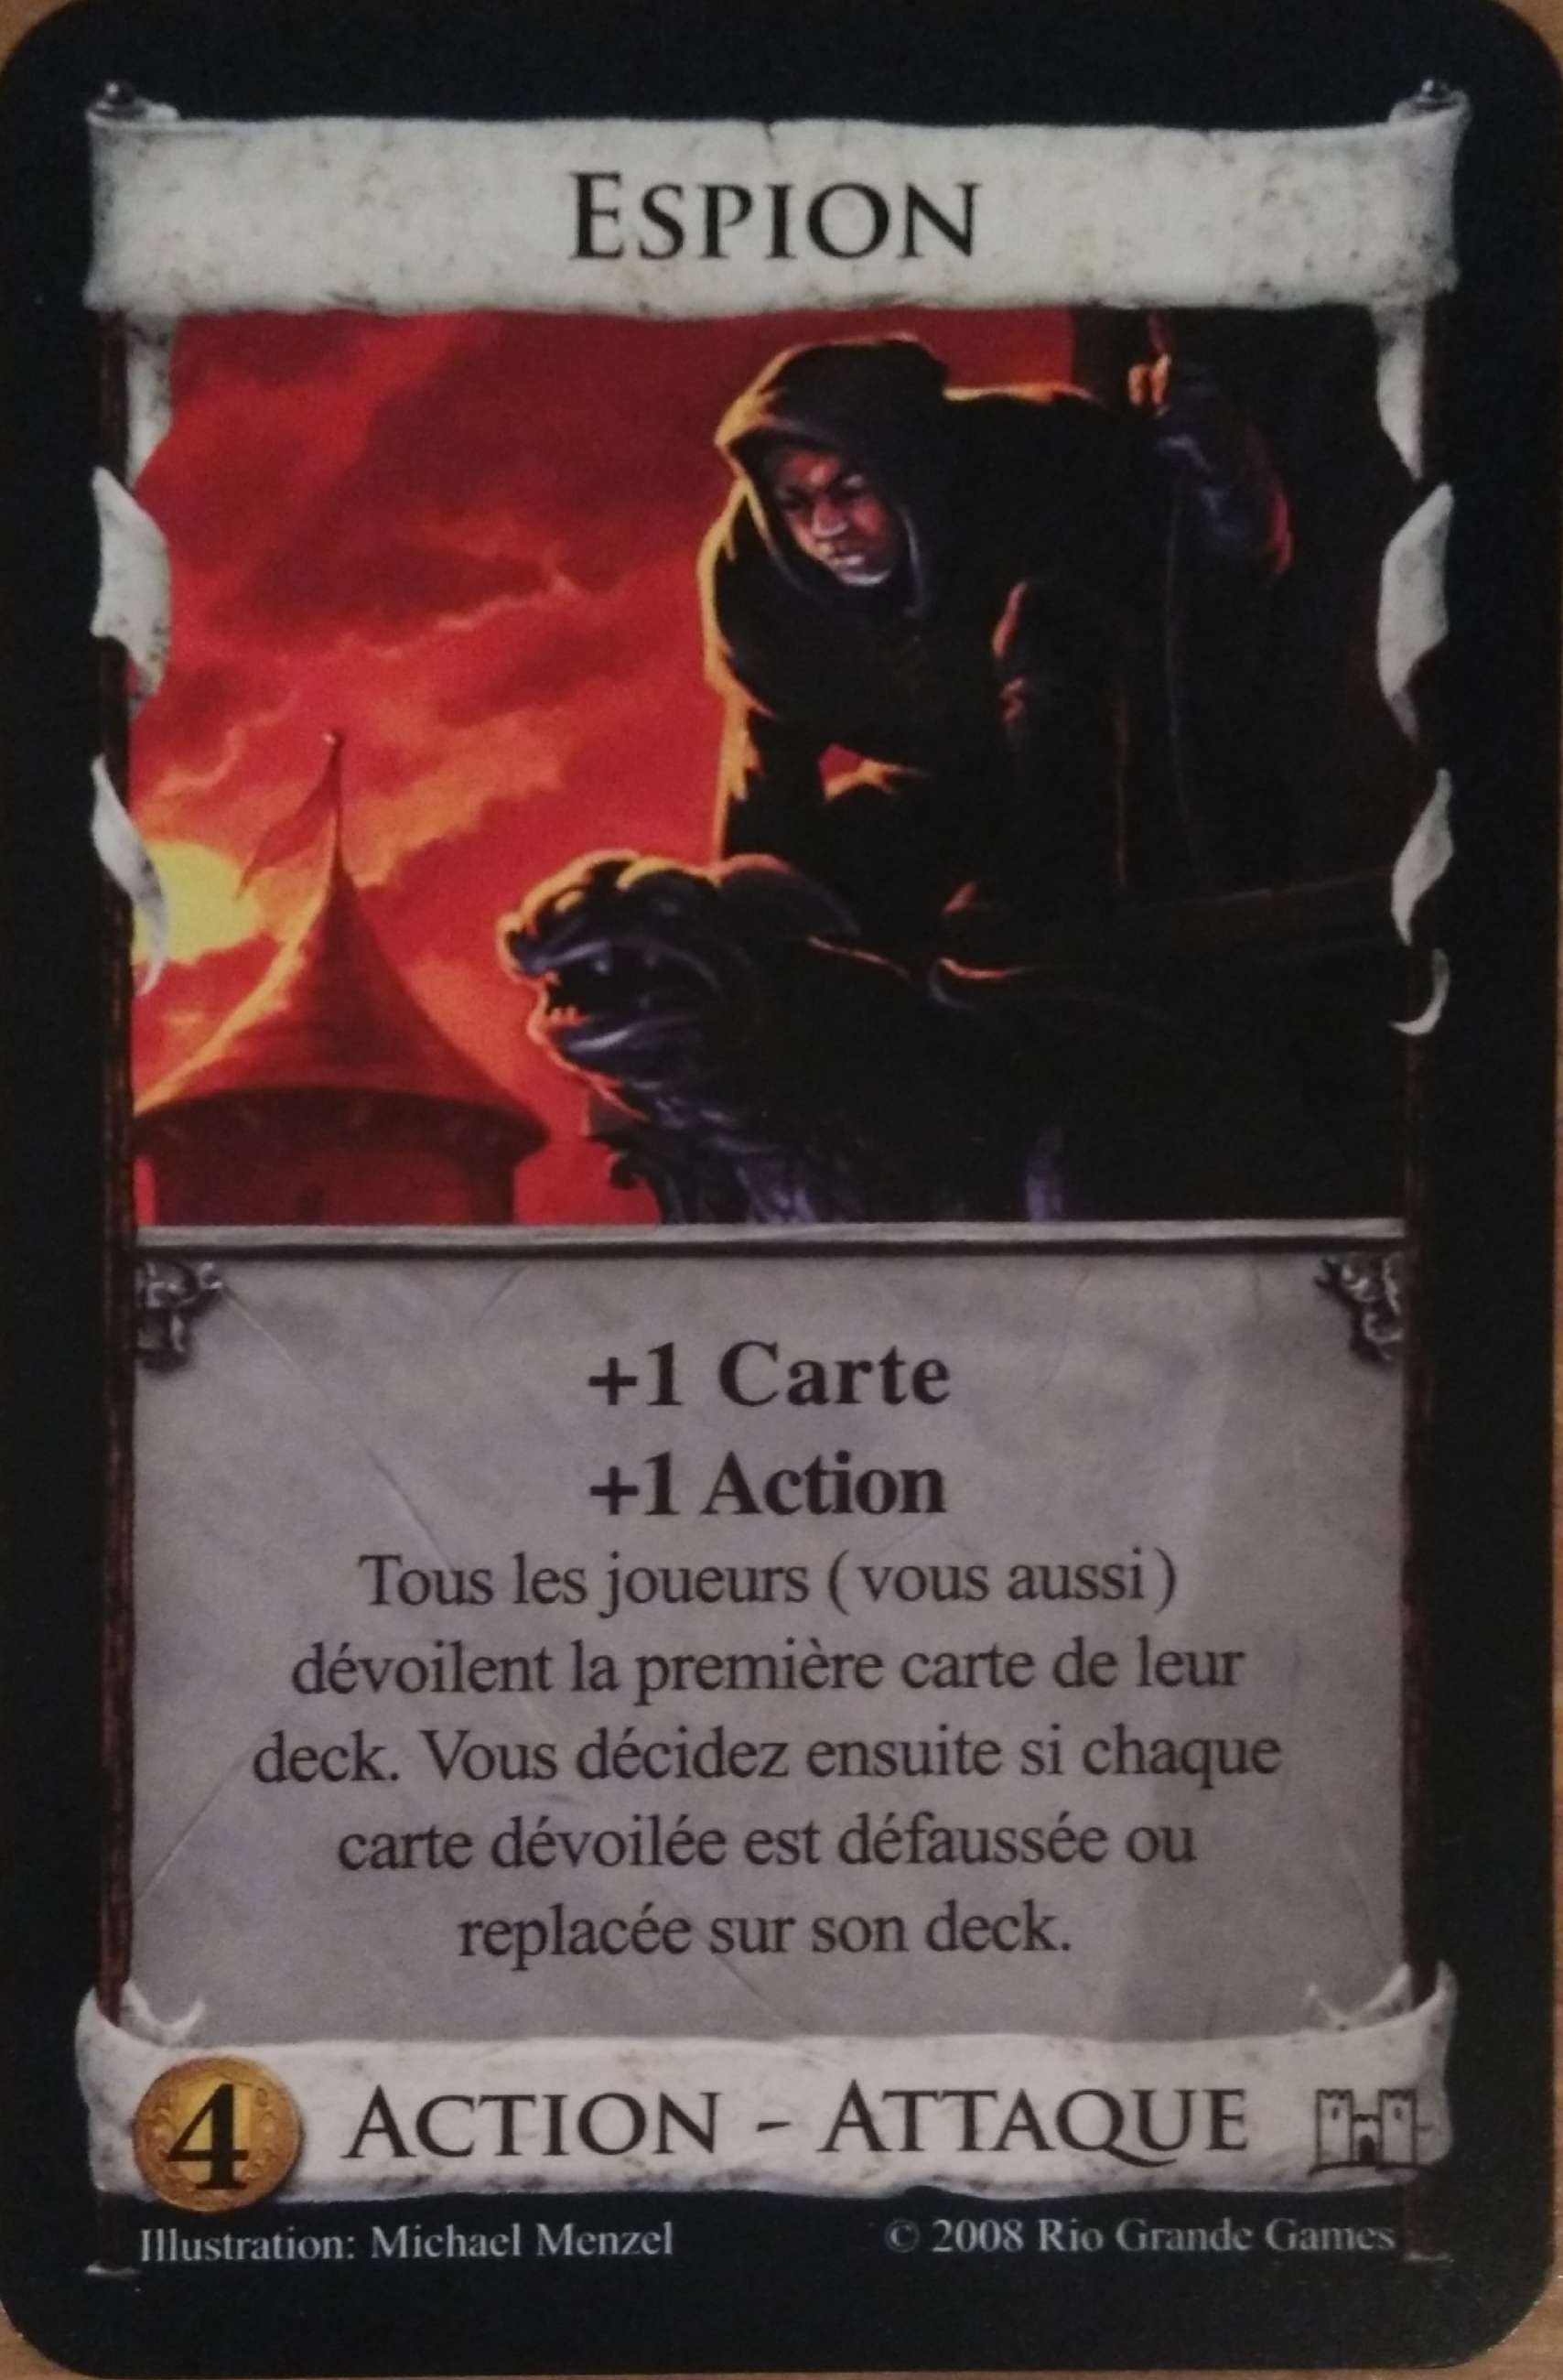 Espion
+1 Carte
+1 Action
Tous les joueurs (vous aussi)
dévoilent la première carte de leur
deck. Vous décidez ensuite si chaque
carte dévoilée est défaussée ou
replacée sur son deck.
4 Action - Attaque
Illustration: Michael Menzel © 2008 Rio Grande Games